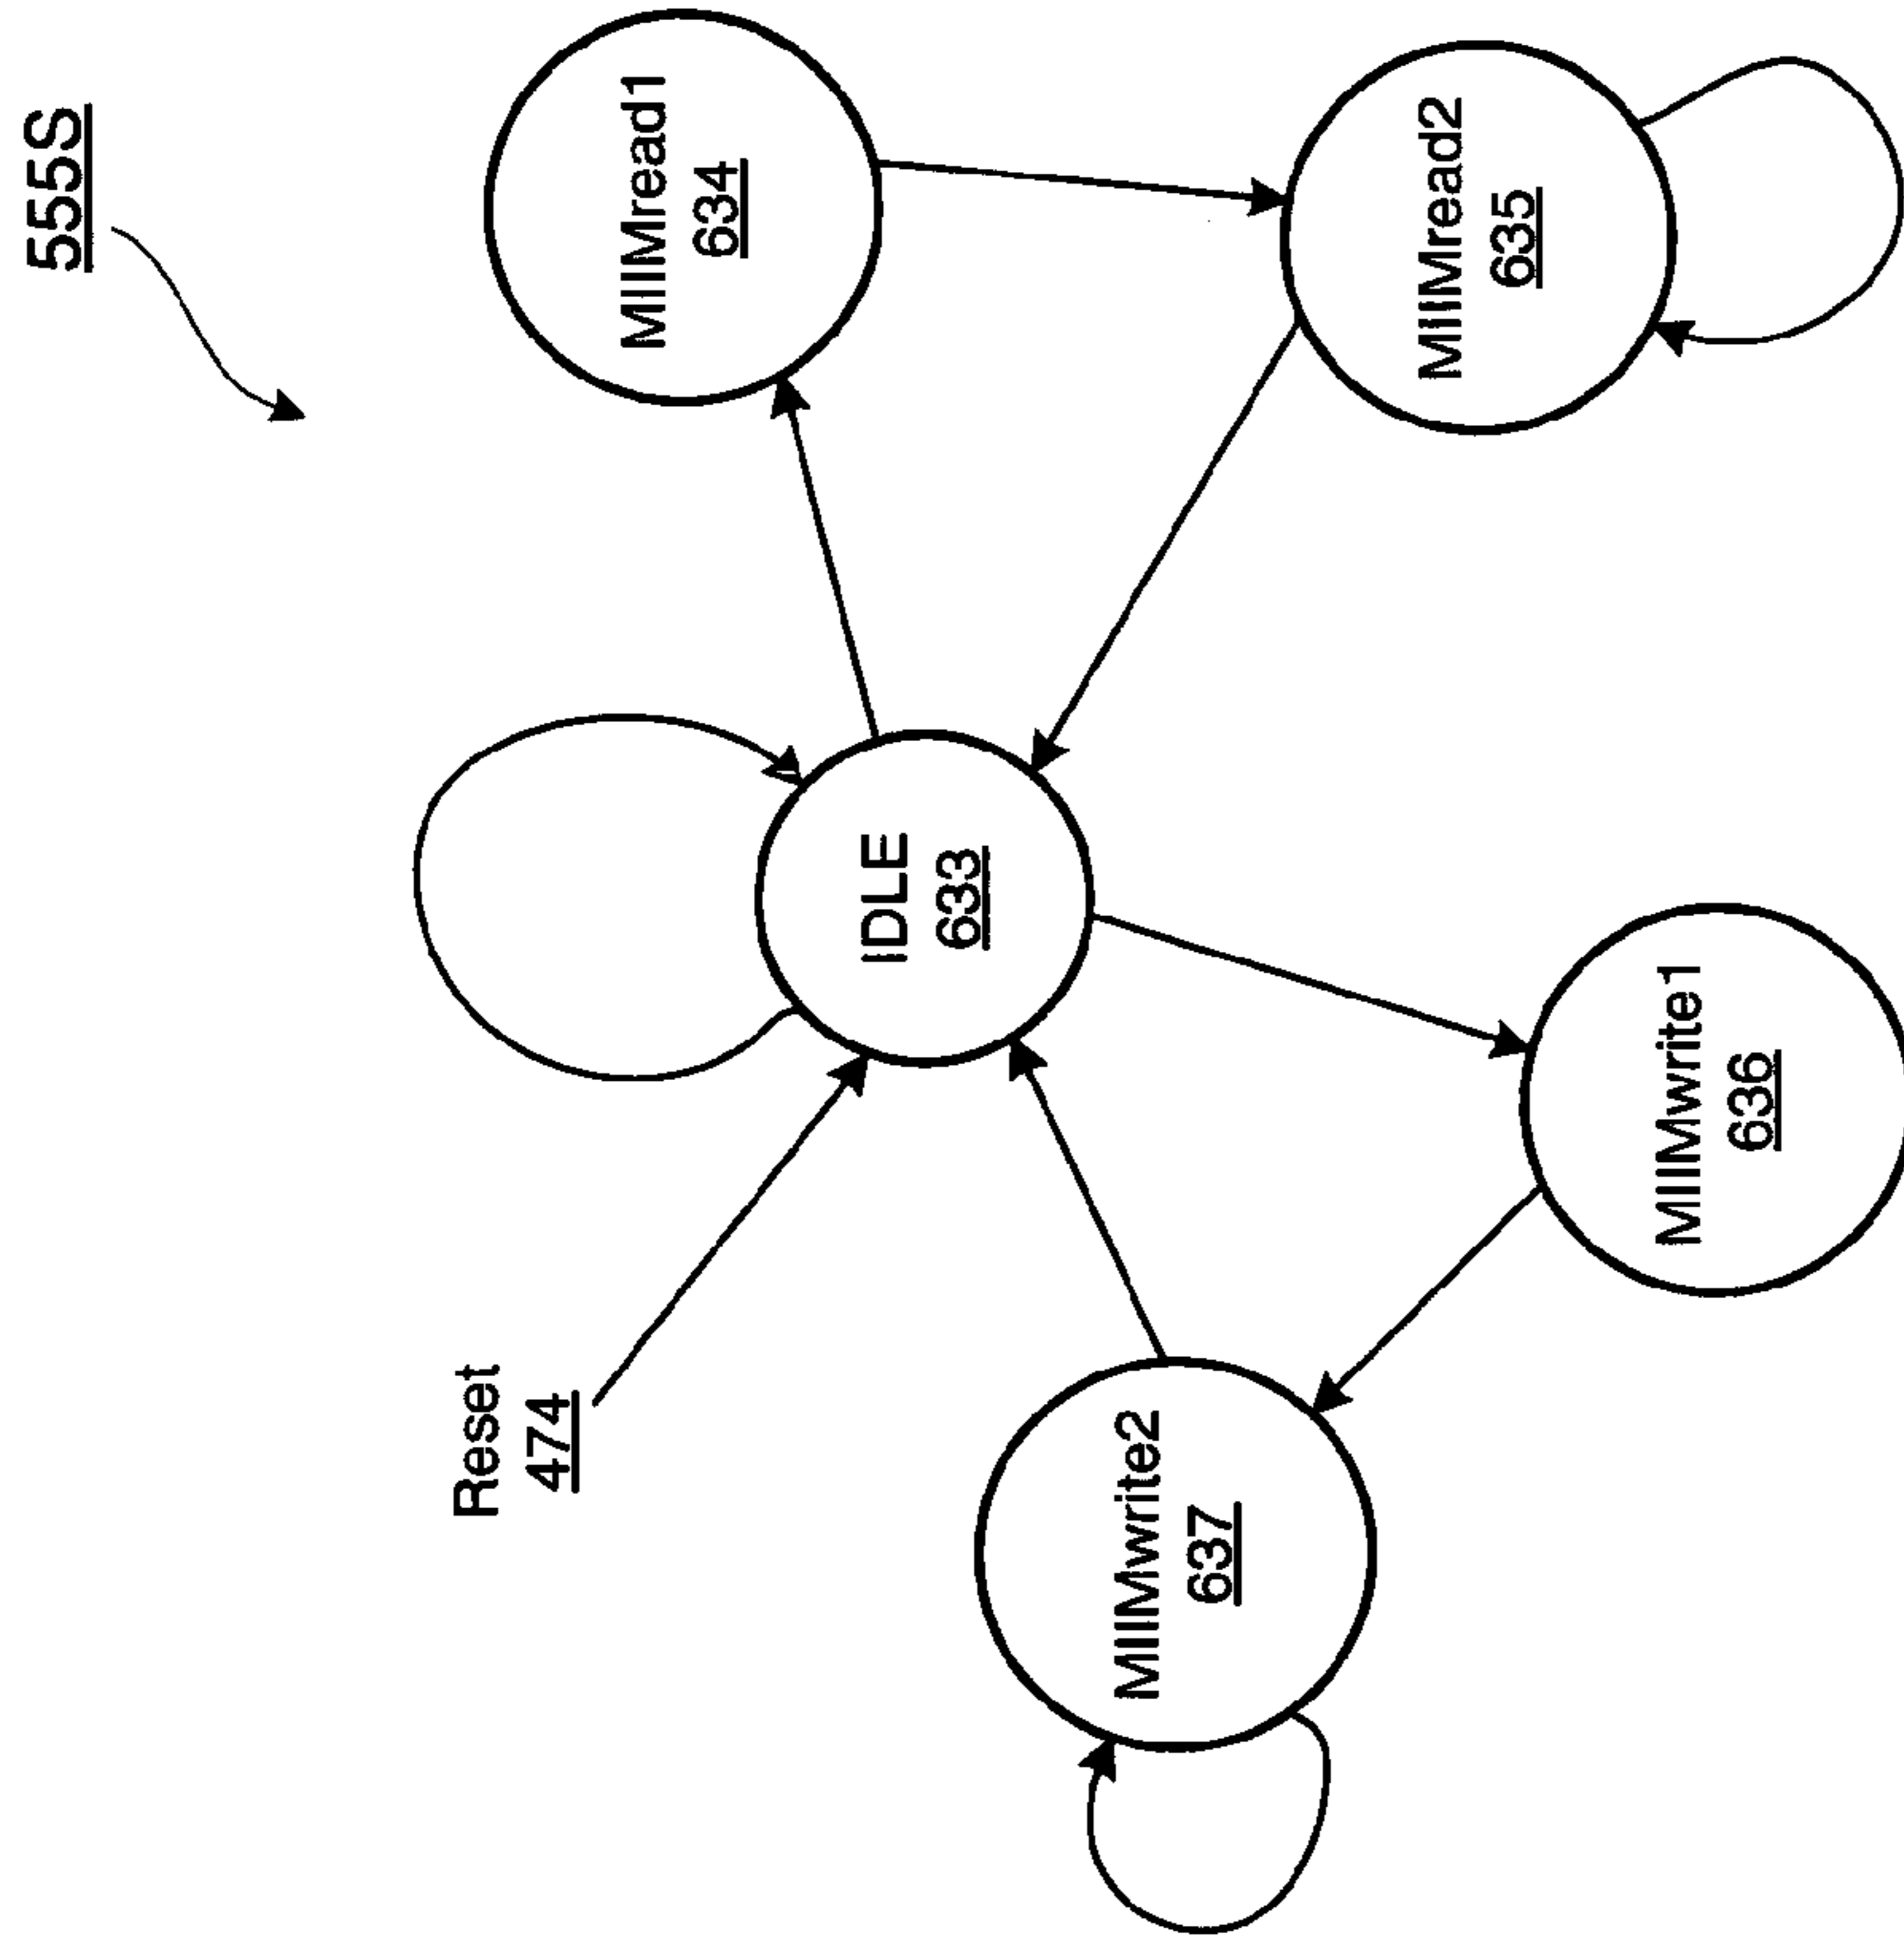 555S
Reset
474
IDLE
633
MIIMread1
634
MIIMread2
635
MIIMwrite1
636
MIIMwrite2
637